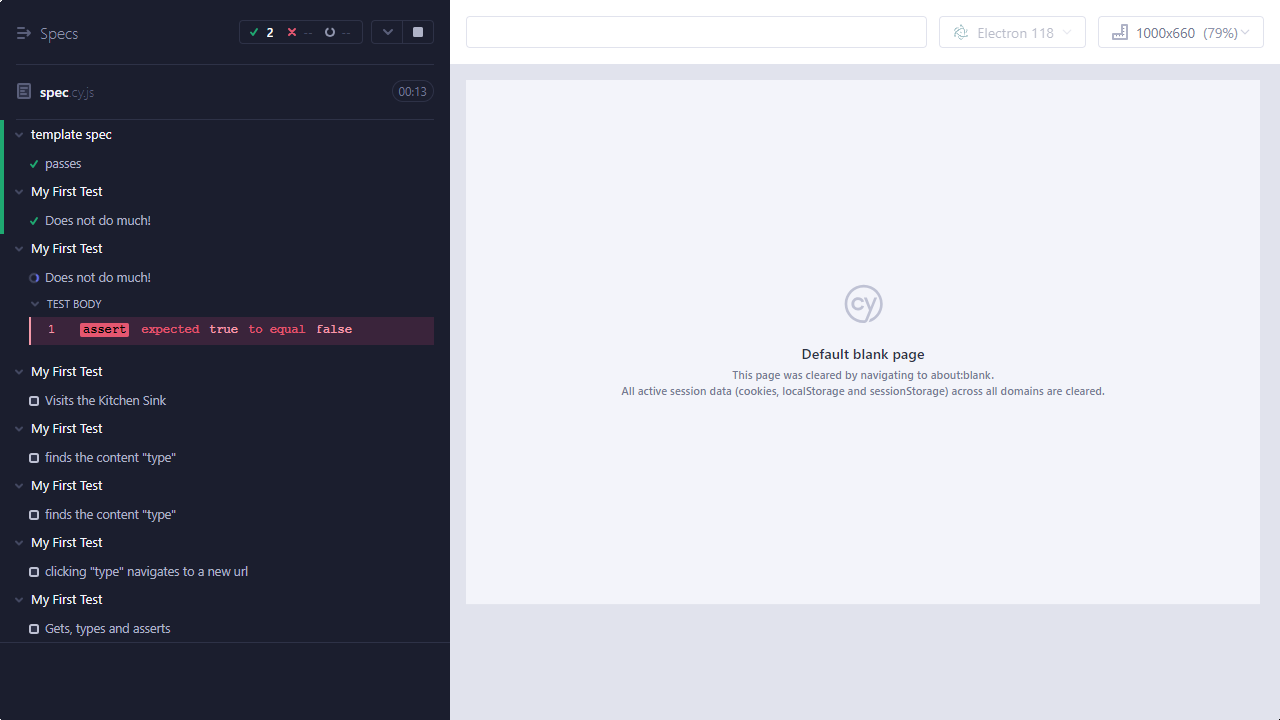 Specs
2 -- --
spec.cy.js
00:13
template spec
passes
My First Test
Does not do much!
My First Test
Does not do much!
TEST BODY
1 assert expected true to equal false
My First Test
Visits the Kitchen Sink
My First Test
finds the content "type"
My First Test
finds the content "type"
My First Test
clicking "type" navigates to a new url
My First Test
Gets, types and asserts
Electron 118
1000x660 (79%)
cy
Default blank page
This page was cleared by navigating to about:blank.
All active session data (cookies, localStorage and sessionStorage) across all domains are cleared.